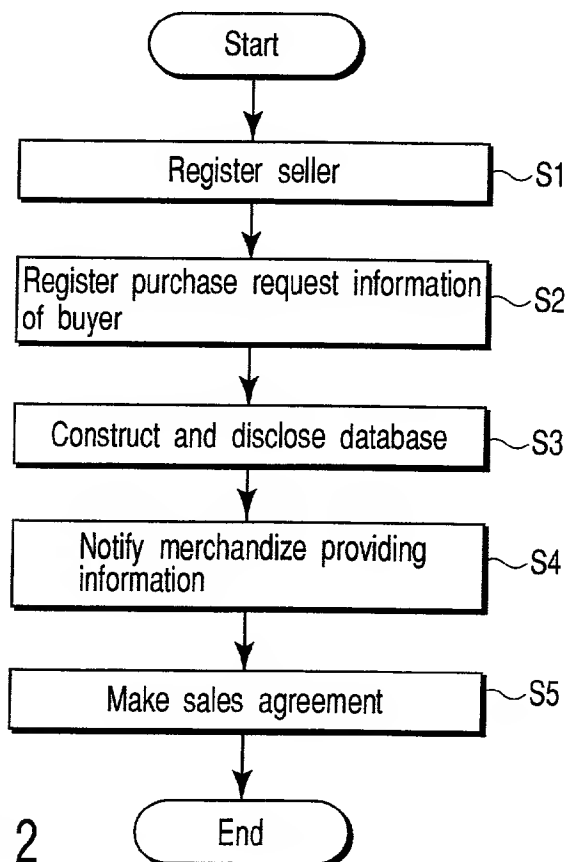 Start
Register seller
S1
Register purchase request information
of buyer
S2
Construct and disclose database
S3
Notify merchandize providing
information
S4
Make sales agreement
S5
End
2